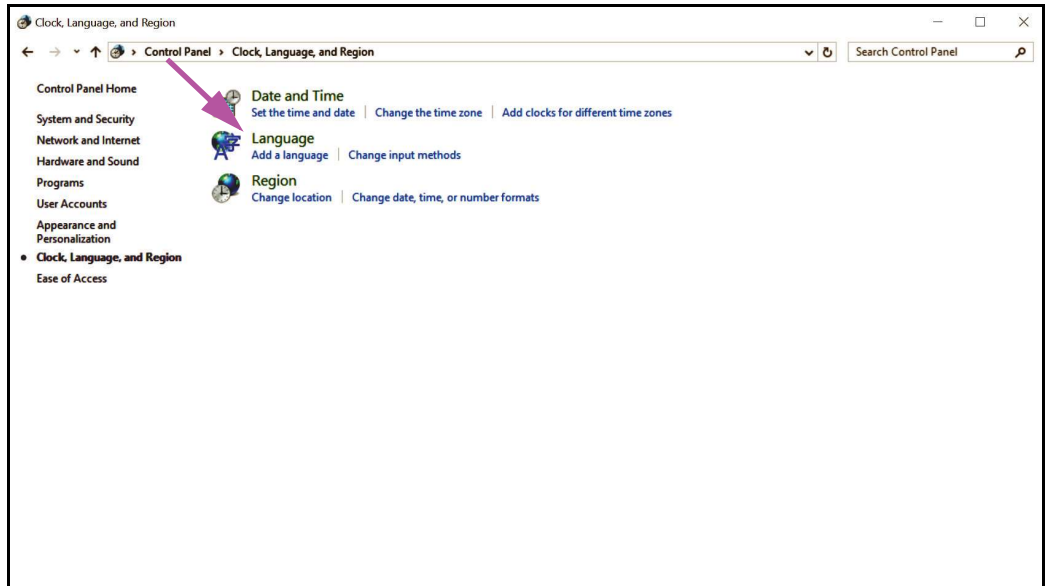 Clock, Language, and Region
Control Panel › Clock, Language, and Region
Search Control Panel
Control Panel Home
System and Security
Network and Internet
Hardware and Sound
Programs
User Accounts
Appearance and
Personalization
Clock, Language, and Region
Ease of Access
Date and Time
Set the time and date | Change the time zone | Add clocks for different time zones
Language
Add a language | Change input methods
Region
Change location | Change date, time, or number formats